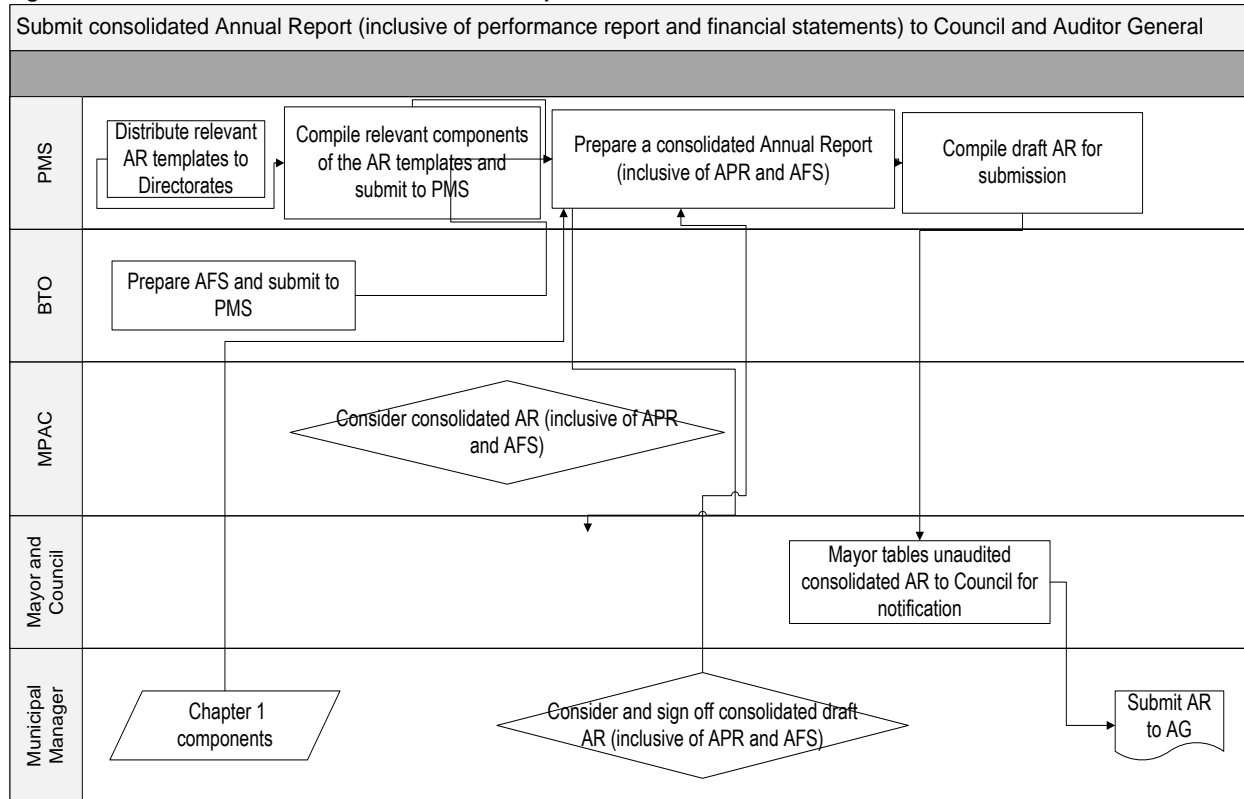 Submit consolidated Annual Report (inclusive of performance report and financial statements) to Council and Auditor General
PMS
Distribute relevant
AR templates to
Directorates
Compile relevant components
of the AR templates and
submit to PMS
Prepare a consolidated Annual Report
(inclusive of APR and AFS)
Compile draft AR for
submission
BTO
Prepare AFS and submit to
PMS
MPAC
Consider consolidated AR (inclusive of APR
and AFS)
Mayor and
Council
Mayor tables unaudited
consolidated AR to Council for
notification
Municipal
Manager
Chapter 1
components
Consider and sign off consolidated draft
AR (inclusive of APR and AFS)
Submit AR
to AG